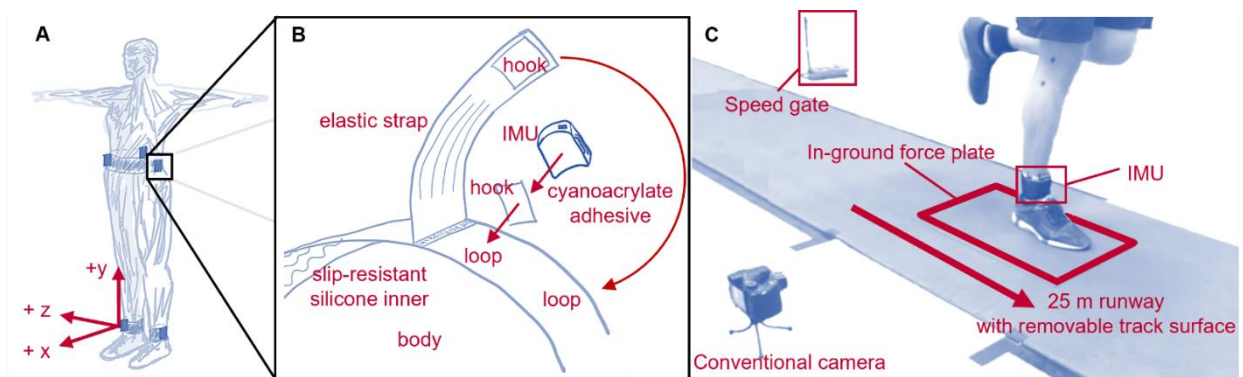 A
+y
+ z
+ x
B
hook
elastic strap
IMU
hook
cyanoacrylate
adhesive
loop
slip-resistant
silicone inner
loop
body
C
Speed gate
In-ground force plate
IMU
25 m runway
with removable track surface
Conventional camera